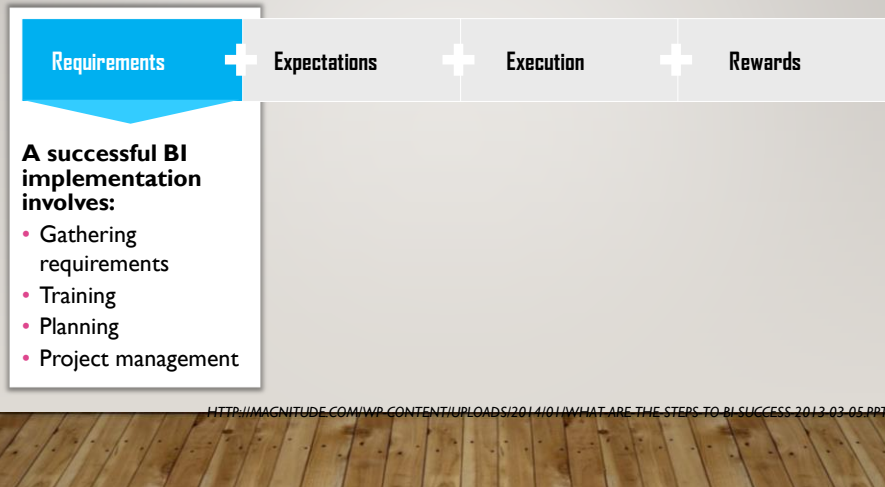 Requirements
Expectations
Execution
Rewards
A successful BI
implementation
involves:
• Gathering
requirements
• Training
• Planning
• Project management
HTTP://MAGNITUDE.COM/WP-CONTENT/UPLOADS/2014/01/WHAT-ARE-THE-STEPS-TO-BI-SUCCESS-2013-03-05.PPT